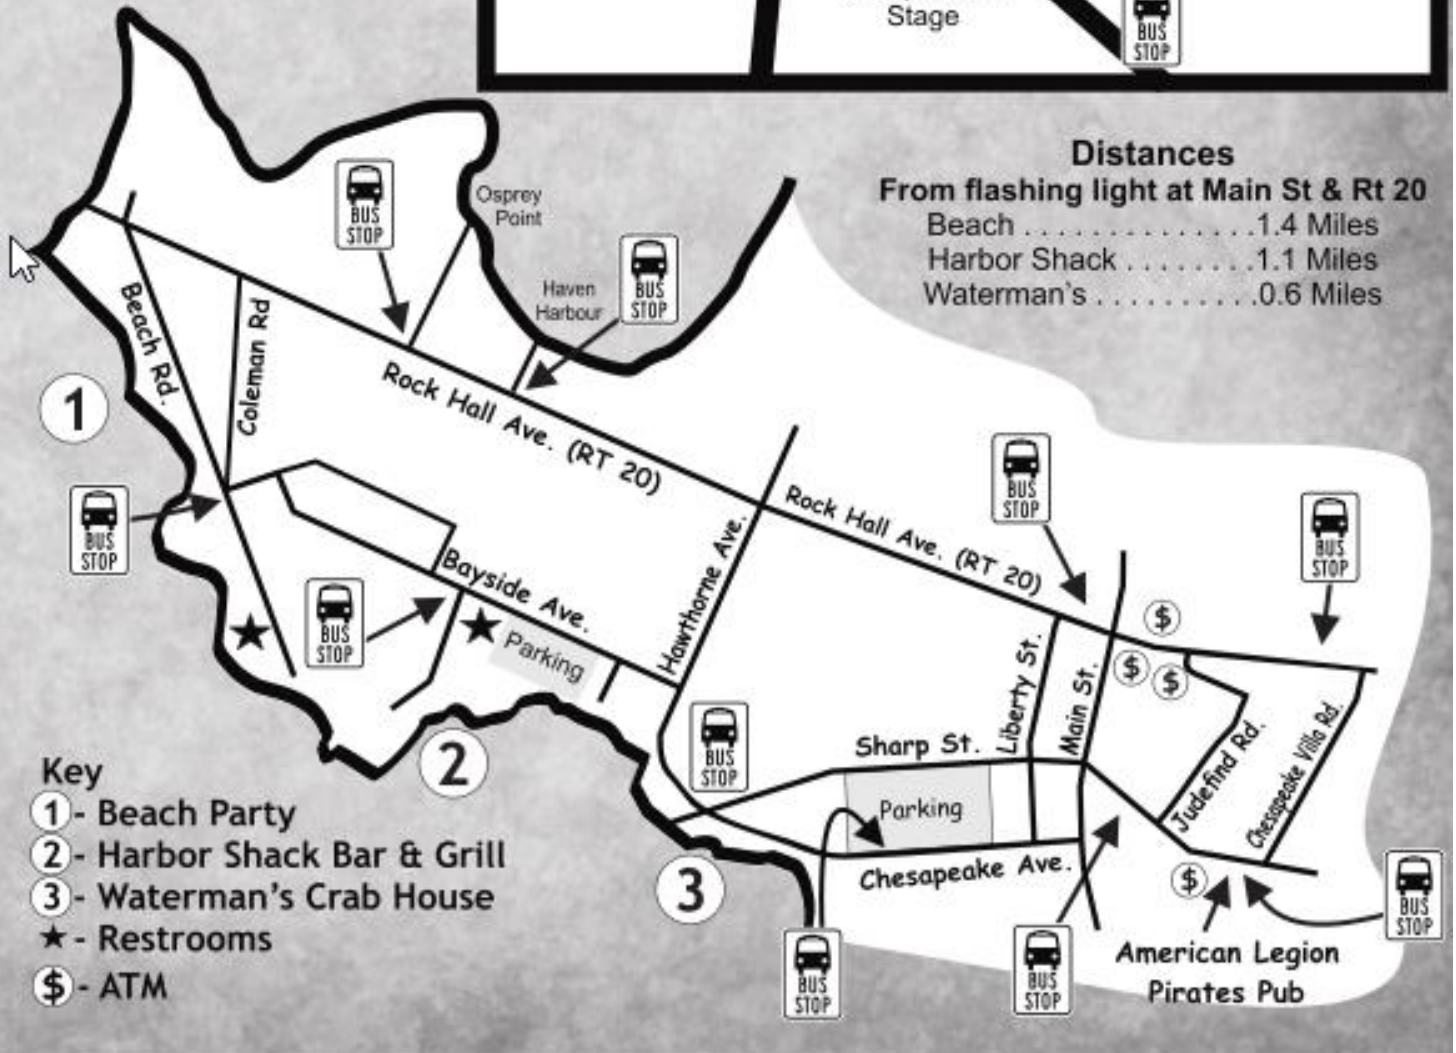 Stage
BUS
STOP
Distances
From flashing light at Main St & Rt 20
Beach . . . . . . . . . . . . . .1.4 Miles
Harbor Shack . . . . . . . .1.1 Miles
Waterman's . . . . . . . . . .0.6 Miles
BUS
STOP
Osprey
Point
BUS
STOP
Haven
Harbour
Beach Rd.
Coleman Rd
Rock Hall Ave. (RT 20)
1
BUS
STOP
Rock Hall Ave. (RT 20)
BUS
STOP
BUS
STOP
Hawthorne Ave.
Bayside Ave.
BUS
STOP
Parking
$
$
$
Liberty St.
Main St.
Judefind Rd.
Chesapeake Villa Rd.
BUS
STOP
Sharp St.
2
Parking
Chesapeake Ave.
3
$
BUS
STOP
BUS
STOP
BUS
STOP
American Legion
Pirates Pub
Key
1 - Beach Party
2 - Harbor Shack Bar & Grill
3 - Waterman's Crab House
★ - Restrooms
$ - ATM